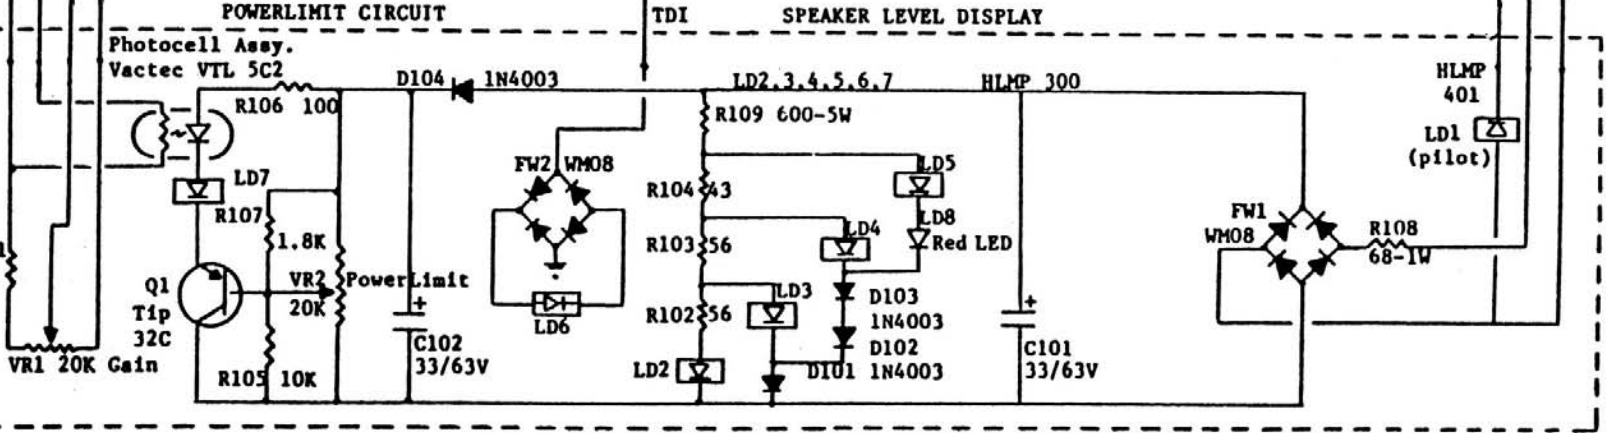 POWERLIMIT CIRCUIT
TDI
SPEAKER LEVEL DISPLAY
Photocell Assy.
Vactec VTL 5C2
R106 100
D104
1N4003
LD2,3,4,5,6,7
HLMP 300
HLMP
401
LD1
(pilot)
R109 600-5W
FW2 WM08
LD7
R107
1.8K
R104 43
LD5
LD8
Red LED
LD4
R103 56
FW1
WM08
R108
68-1W
Q1
Tip
32C
VR2
20K
PowerLimit
LD6
R102 56
LD3
D103
1N4003
D102
D101 1N4003
LD2
C102
33/63V
C101
33/63V
VR1 20K Gain
R105 10K